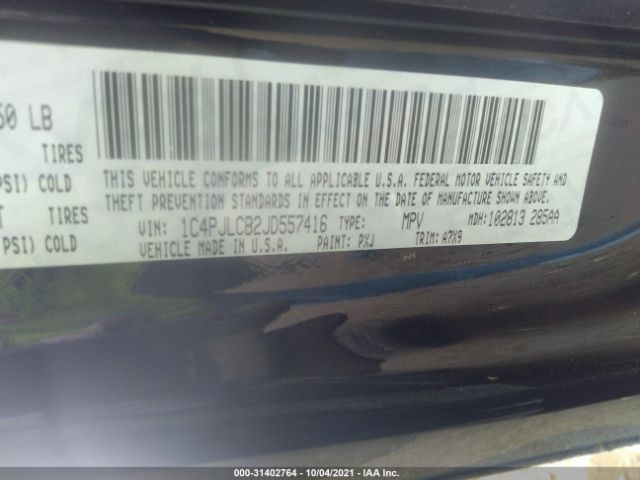 50 LB
TIRES
PSI) COLD
TIRES
PSI) COLD
THIS VEHICLE CONFORMS TO ALL APPLICABLE U.S.A. FEDERAL MOTOR VEHICLE SAFETY AND
THEFT PREVENTION STANDARDS IN EFFECT ON THE DATE OF MANUFACTURE SHOWN ABOVE.
VIN: 1C4PJLCB2JD557416 TYPE: MPV MDH: 102813 285AA
VEHICLE MADE IN U.S.A. PAINT: PXJ TRIM: A7X9
000-31402764 - 10/04/2021 - IAA Inc.